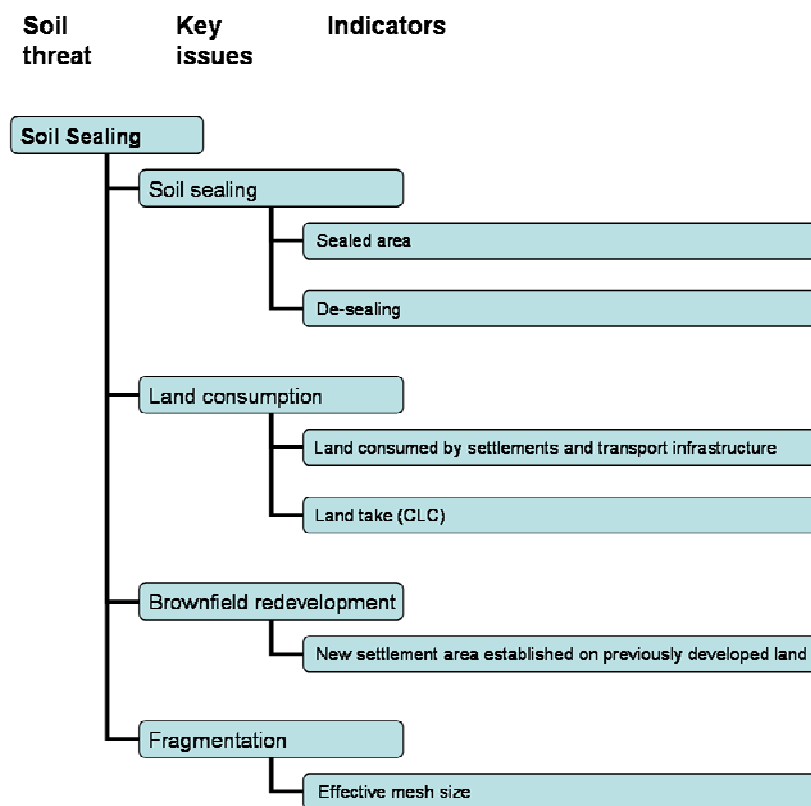 Soil threat
Key issues
Indicators
Soil Sealing
Soil sealing
Sealed area
De-sealing
Land consumption
Land consumed by settlements and transport infrastructure
Land take (CLC)
Brownfield redevelopment
New settlement area established on previously developed land
Fragmentation
Effective mesh size